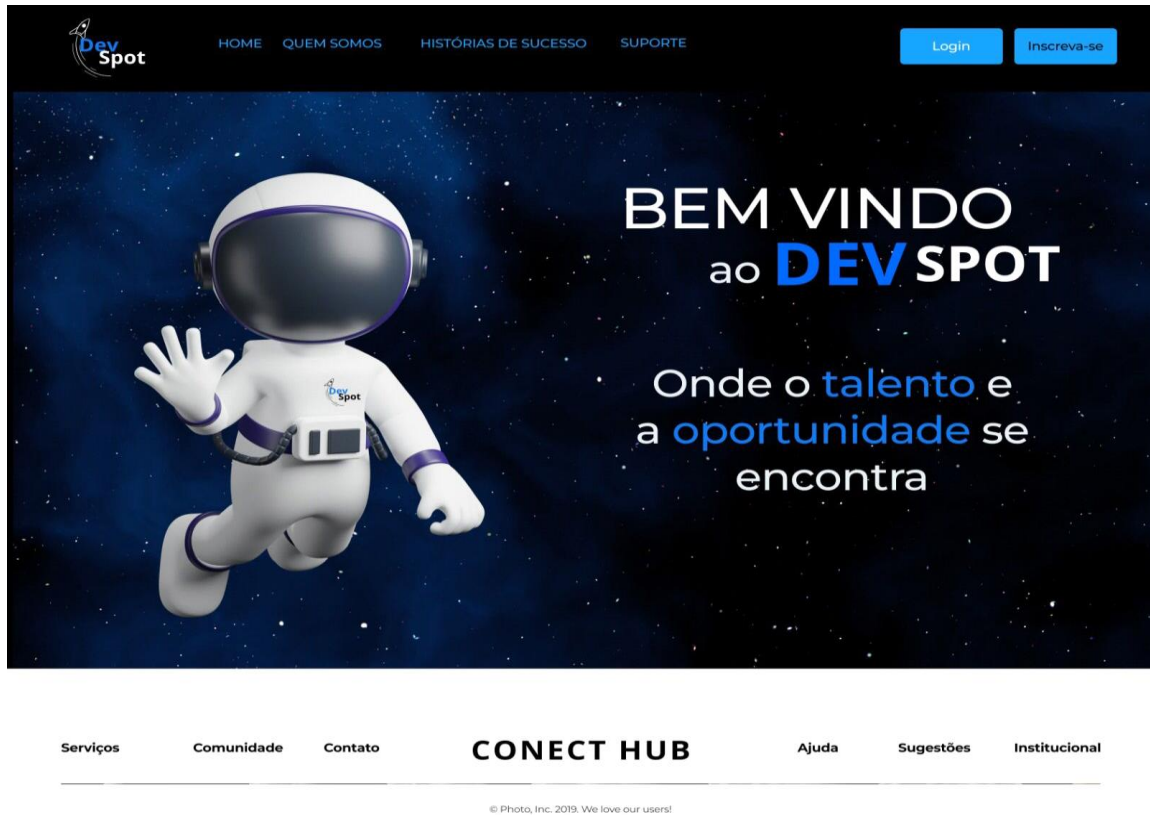 Dev
Spot
HOME QUEM SOMOS HISTÓRIAS DE SUCESSO SUPORTE
Login Inscreva-se
BEM VINDO
ao DEV SPOT
Dev
Spot
Onde o talento e
a oportunidade se
encontra
Serviços Comunidade Contato CONECT HUB Ajuda Sugestões Institucional
© Photo, Inc. 2019. We love our users!